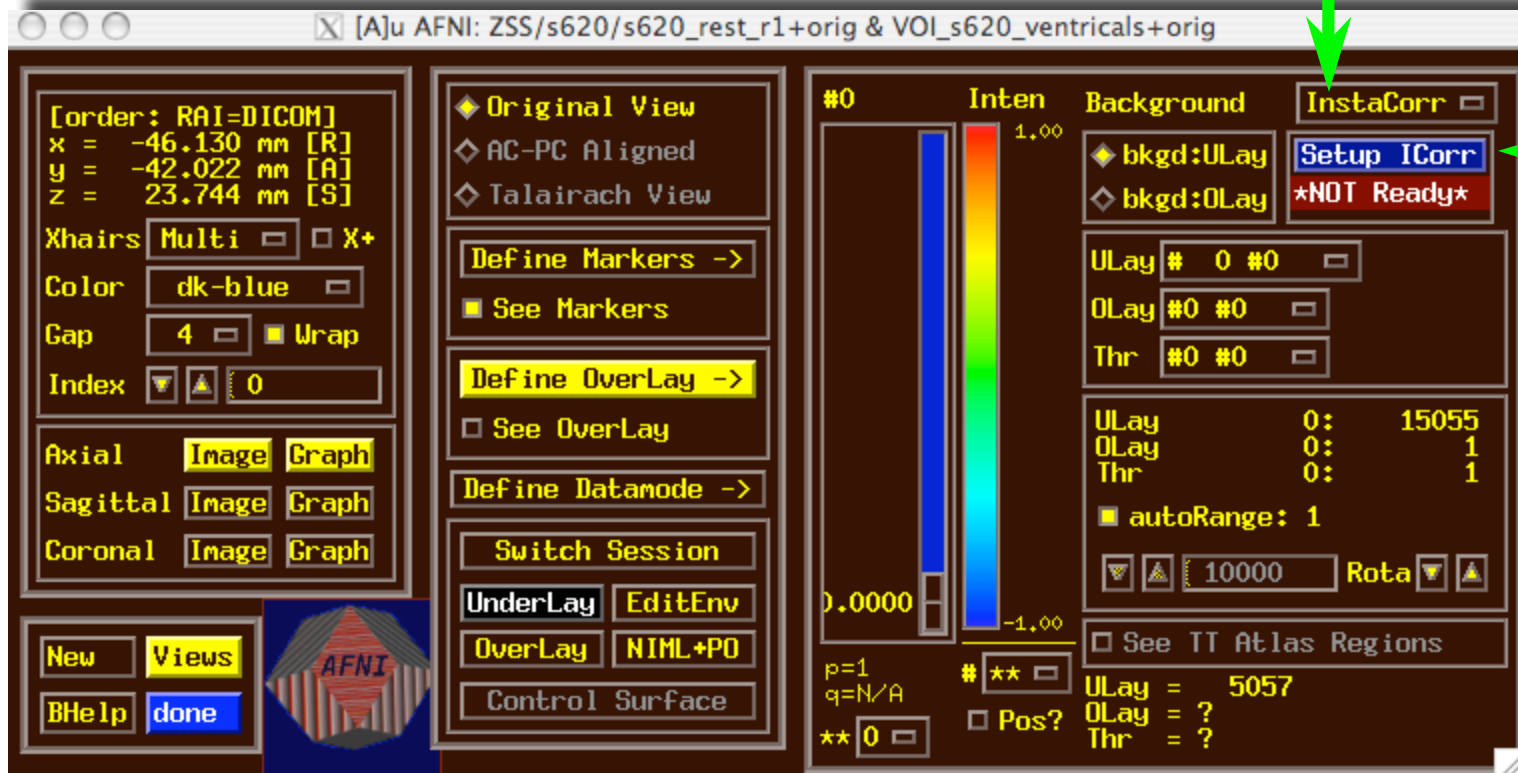 [A]u AFNI: ZSS/s620/s620_rest_r1+orig & VOI_s620_ventricals+orig
[order: RAI=DICOM]
x = -46.130 mm [R]
y = -42.022 mm [A]
z = 23.744 mm [S]
Xhairs Multi X+
Color dk-blue
Gap 4 Wrap
Index 0
Axial Image Graph
Sagittal Image Graph
Coronal Image Graph
New Views
BHelp done
AFNI
Original View
AC-PC Aligned
Talairach View
Define Markers ->
See Markers
Define OverLay ->
See OverLay
Define Datamode ->
Switch Session
UnderLay EditEnv
OverLay NIML+PO
Control Surface
#0 Inten
1.00
0.0000
-1.00
p=1
q=N/A
** 0
# **
Pos?
Background InstaCorr
bkgd:ULay Setup ICorr
bkgd:OLay *NOT Ready*
ULay # 0 #0
OLay #0 #0
Thr #0 #0
ULay 0: 15055
OLay 0: 1
Thr 0: 1
autoRange: 1
10000 Rota
See TT Atlas Regions
ULay = 5057
OLay = ?
Thr = ?